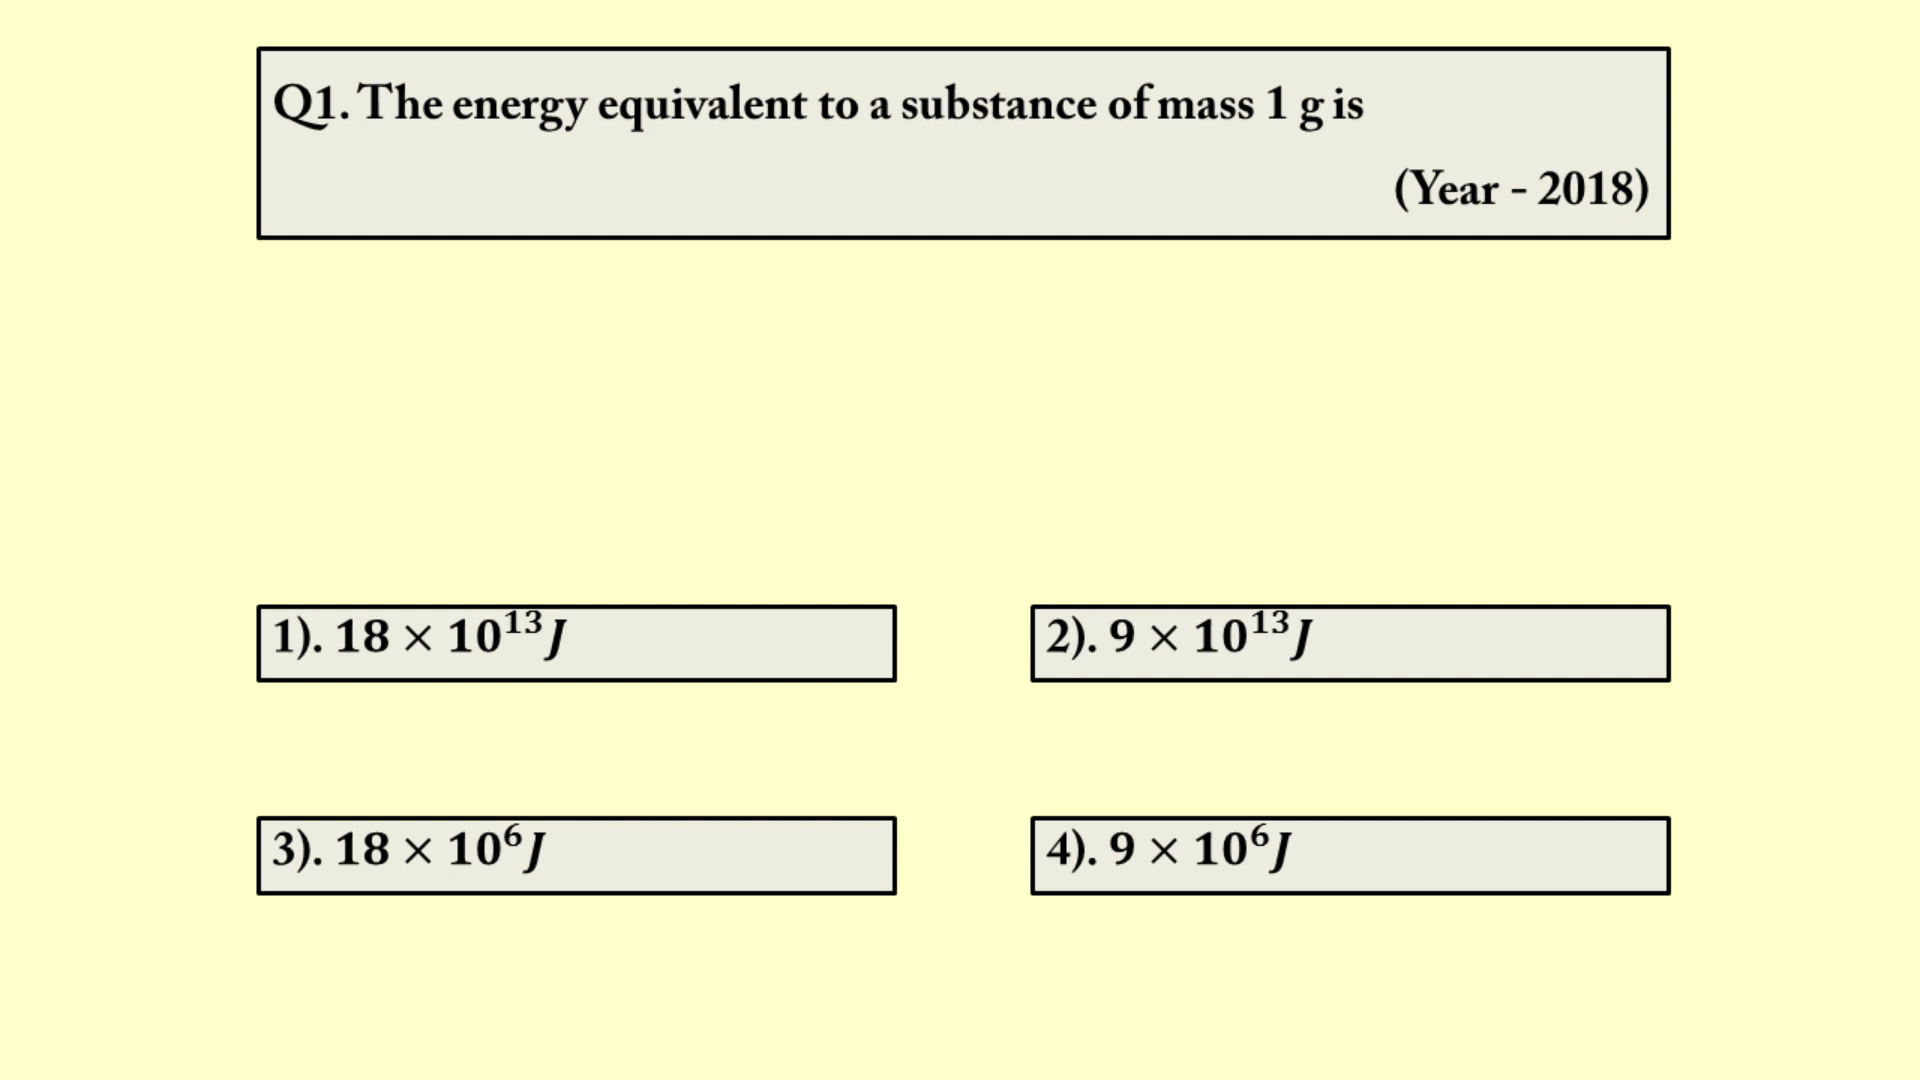 Q1. The energy equivalent to a substance of mass 1 g is
(Year - 2018)
1). 18 × 10¹³J
2). 9 × 10¹³J
3). 18 × 10⁶J
4). 9 × 10⁶J